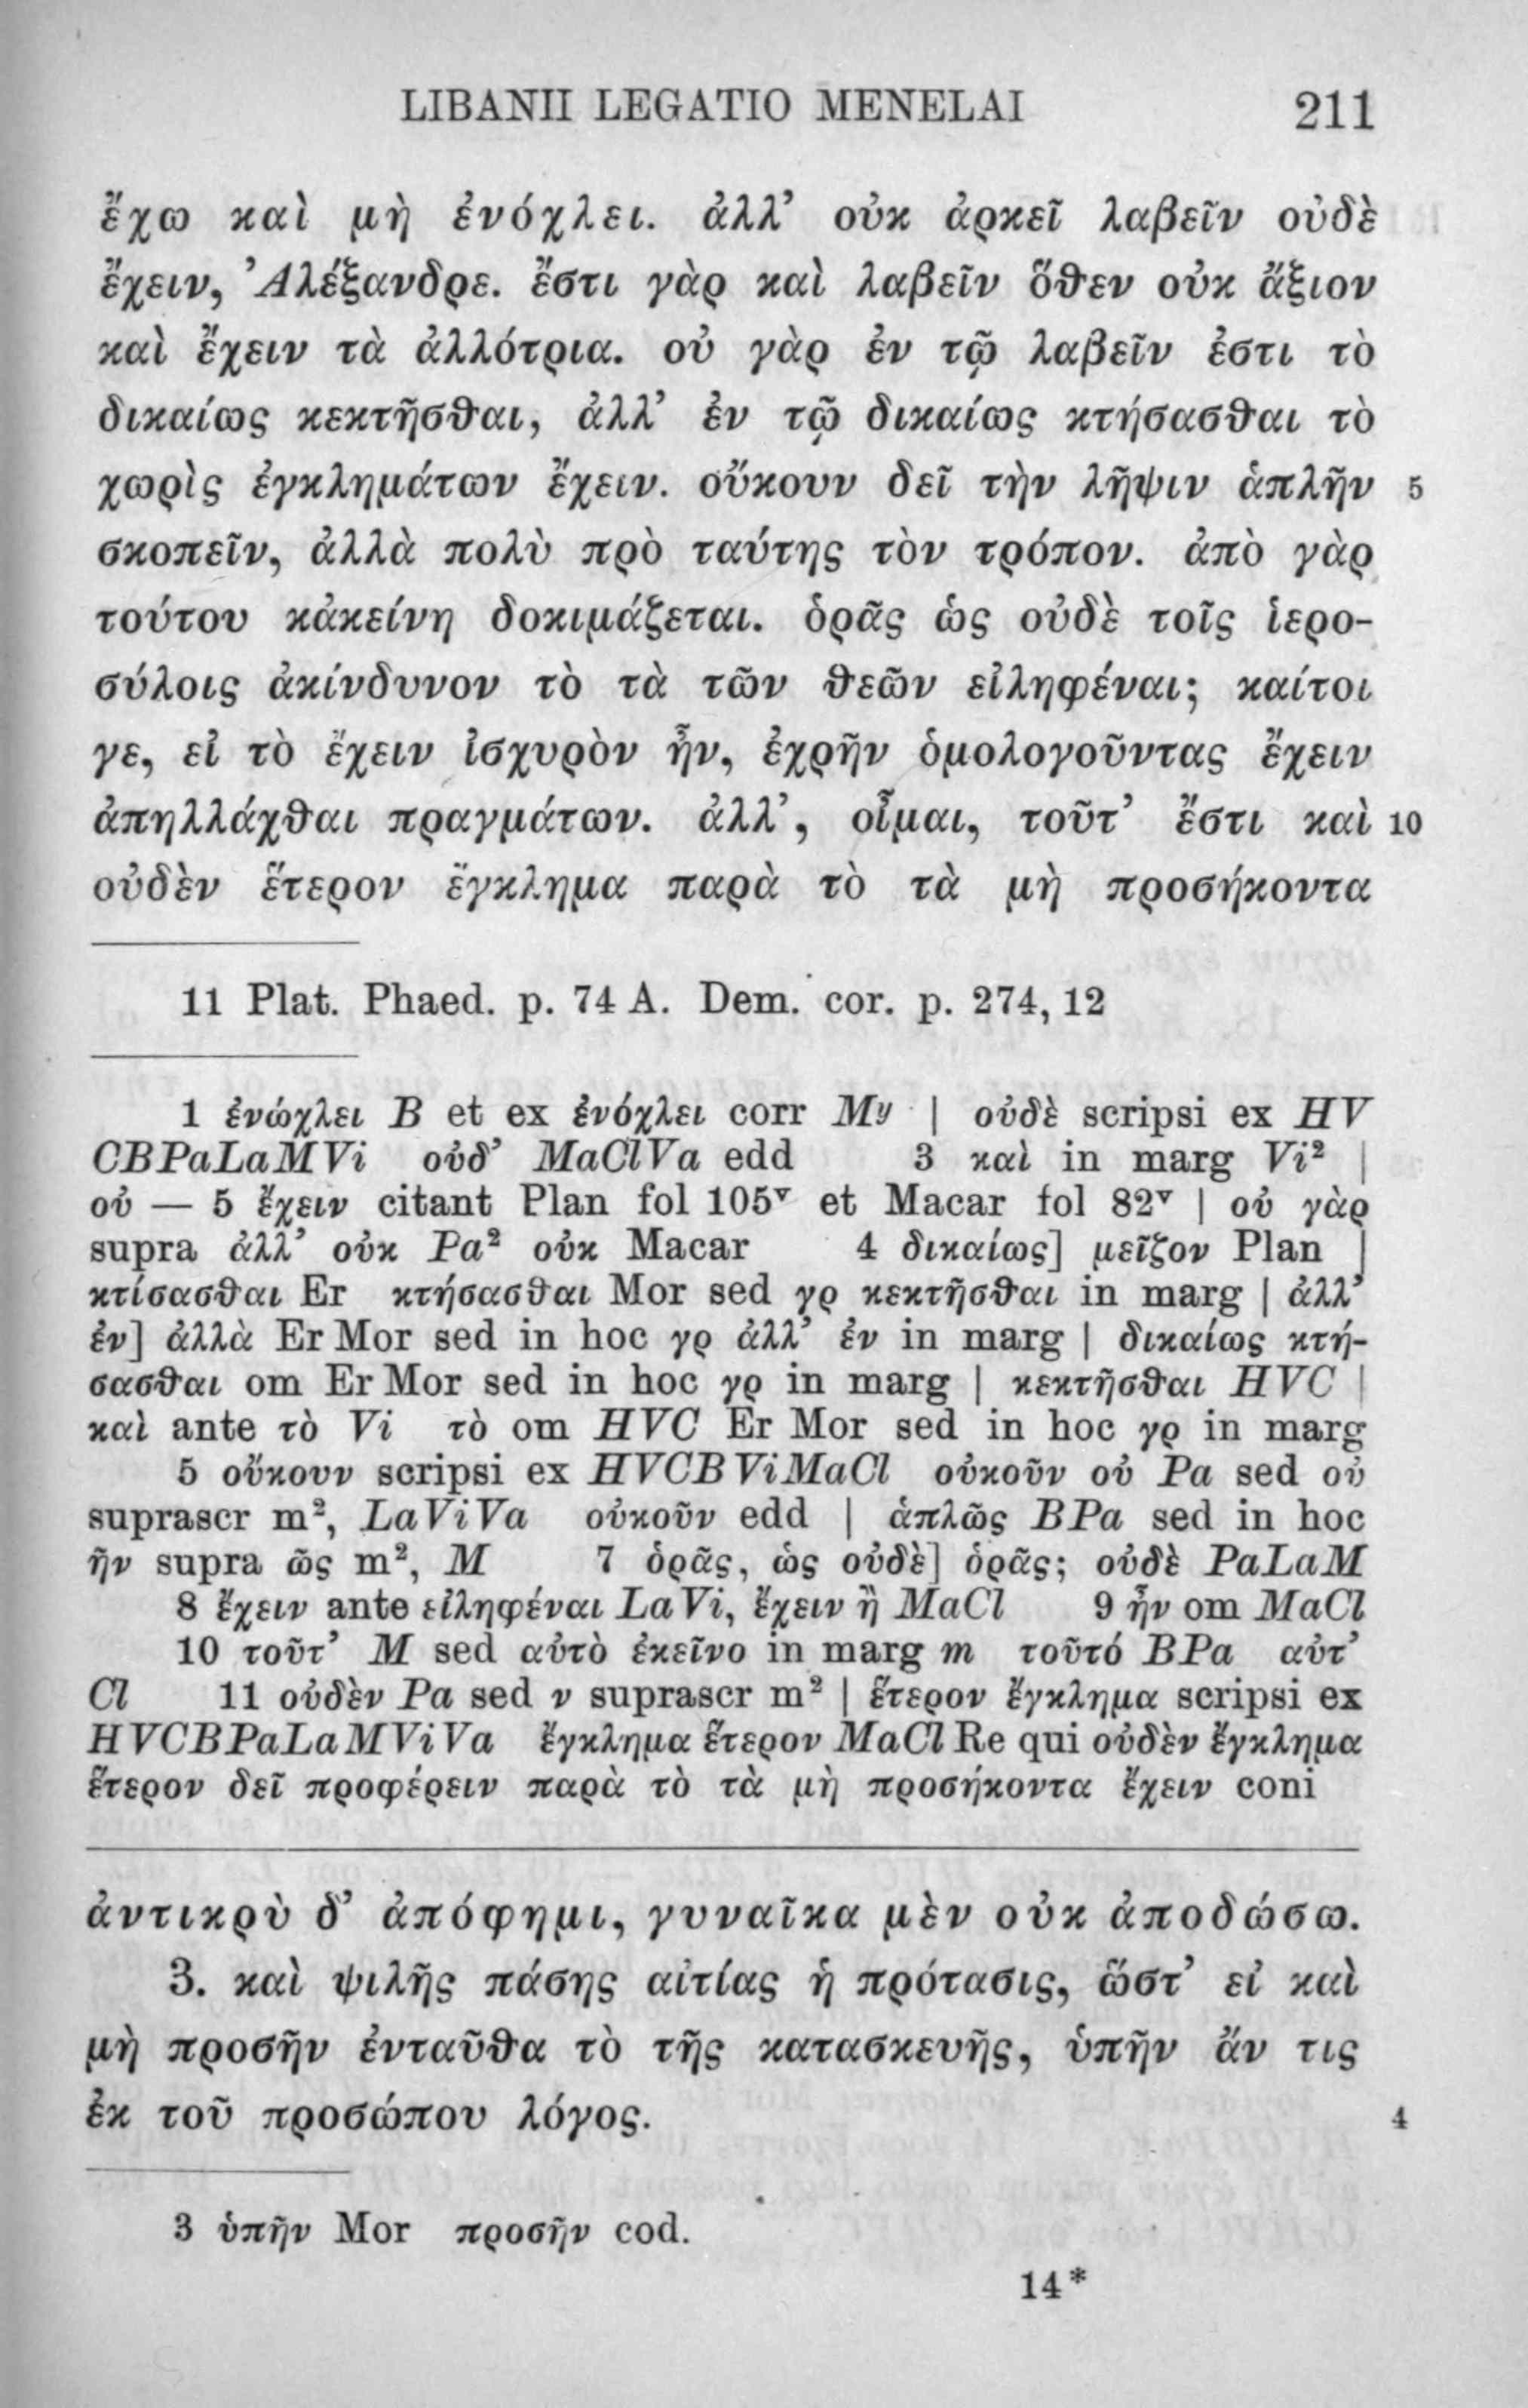 LIBANII LEGATIO MENELAI 211
ἔχω καὶ μὴ ἐνόχλει. ἀλλ’ οὐκ ἀρκεῖ λαβεῖν οὐδὲ
ἔχειν, Ἀλέξανδρε. ἔστι γὰρ καὶ λαβεῖν ὅθεν οὐκ ἄξιον
καὶ ἔχειν τὰ ἀλλότρια. οὐ γὰρ ἐν τῷ λαβεῖν ἐστι τὸ
δικαίως κεκτῆσθαι, ἀλλ’ ἐν τῷ δικαίως κτήσασθαι τὸ
χωρὶς ἐγκλημάτων ἔχειν. οὔκουν δεῖ τὴν λῆψιν ἁπλῆν 5
σκοπεῖν, ἀλλὰ πολὺ πρὸ ταύτης τὸν τρόπον. ἀπὸ γὰρ
τούτου κἀκείνη δοκιμάζεται. ὁρᾷς ὡς οὐδὲ τοῖς ἱερο-
σύλοις ἀκίνδυνον τὸ τὰ τῶν θεῶν εἰληφέναι; καίτοι
γε, εἰ τὸ ἔχειν ἰσχυρὸν ἦν, ἐχρῆν ὁμολογοῦντας ἔχειν
ἀπηλλάχθαι πραγμάτων. ἀλλ’, οἶμαι, τοῦτ’ ἔστι καὶ 10
οὐδὲν ἕτερον ἔγκλημα παρὰ τὸ τὰ μὴ προσήκοντα
11 Plat. Phaed. p. 74 A. Dem. cor. p. 274, 12
1 ἐνώχλει B et ex ἐνόχλει corr My | οὐδὲ scripsi ex HV
CBPaLaMVi οὐδ’ MaClVa edd 3 καὶ in marg Vi² |
οὐ — 5 ἔχειν citant Plan fol 105ᵛ et Macar fol 82ᵛ | οὐ γὰρ
supra ἀλλ’ οὐκ Pa² οὐκ Macar 4 δικαίως] μεῖζον Plan |
κτίσασθαι Er κτήσασθαι Mor sed γρ κεκτῆσθαι in marg | ἀλλ’
ἐν] ἀλλὰ Er Mor sed in hoc γρ ἀλλ’ ἐν in marg | δικαίως κτή-
σασθαι om Er Mor sed in hoc γρ in marg | κεκτῆσθαι HVC |
καὶ ante τὸ Vi τὸ om HVC Er Mor sed in hoc γρ in marg
5 οὔκουν scripsi ex HVCBViMaCl οὐκοῦν οὐ Pa sed οὐ
suprascr m², LaViVa οὐκοῦν edd | ἁπλῶς BPa sed in hoc
ῆν supra ῶς m², M 7 ὁρᾷς, ὡς οὐδὲ] ὁρᾷς; οὐδὲ PaLaM
8 ἔχειν ante εἰληφέναι LaVi, ἔχειν ἢ MaCl 9 ἦν om MaCl
10 τοῦτ’ M sed αὐτὸ ἐκεῖνο in marg m τοῦτό BPa αὐτ’
Cl 11 οὐδὲν Pa sed ν suprascr m² | ἕτερον ἔγκλημα scripsi ex
HVCBPaLaMViVa ἔγκλημα ἕτερον MaCl Re qui οὐδὲν ἔγκλημα
ἕτερον δεῖ προφέρειν παρὰ τὸ τὰ μὴ προσήκοντα ἔχειν coni
ἀντικρὺ δ’ ἀπόφημι, γυναῖκα μὲν οὐκ ἀποδώσω.
3. καὶ ψιλῆς πάσης αἰτίας ἡ πρότασις, ὥστ’ εἰ καὶ
μὴ προσῆν ἐνταῦθα τὸ τῆς κατασκευῆς, ὑπῆν ἄν τις
ἐκ τοῦ προσώπου λόγος. 4
3 ὑπῆν Mor προσῆν cod.
14*